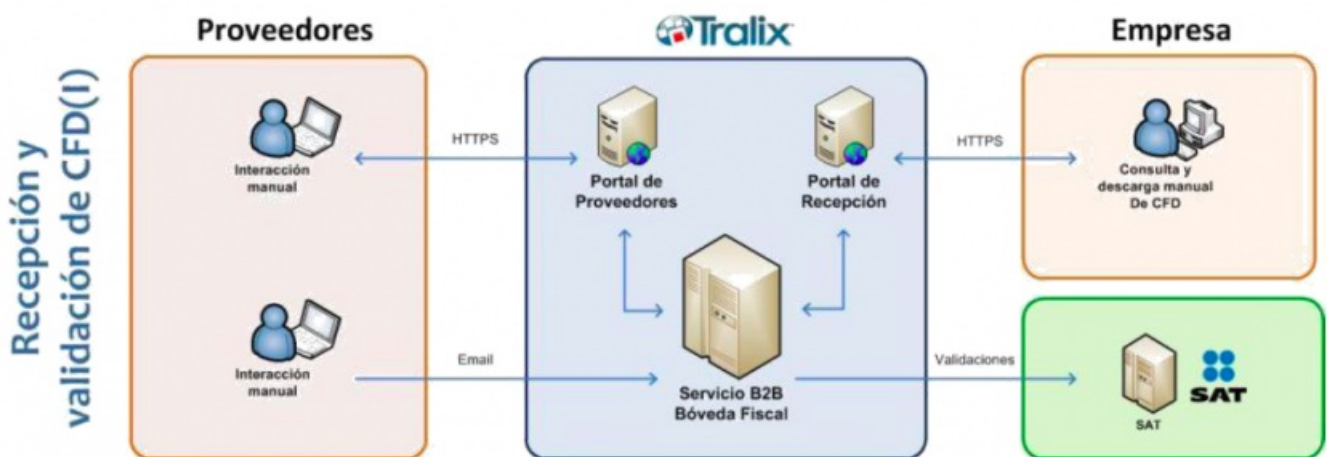 Proveedores
Tralix
Empresa
Recepción y
validación de CFD(I)
Interacción
manual
HTTPS
Portal de
Proveedores
Portal de
Recepción
HTTPS
Consulta y
descarga manual
De CFD
Interacción
manual
Email
Servicio B2B
Bóveda Fiscal
Validaciones
SAT
SAT